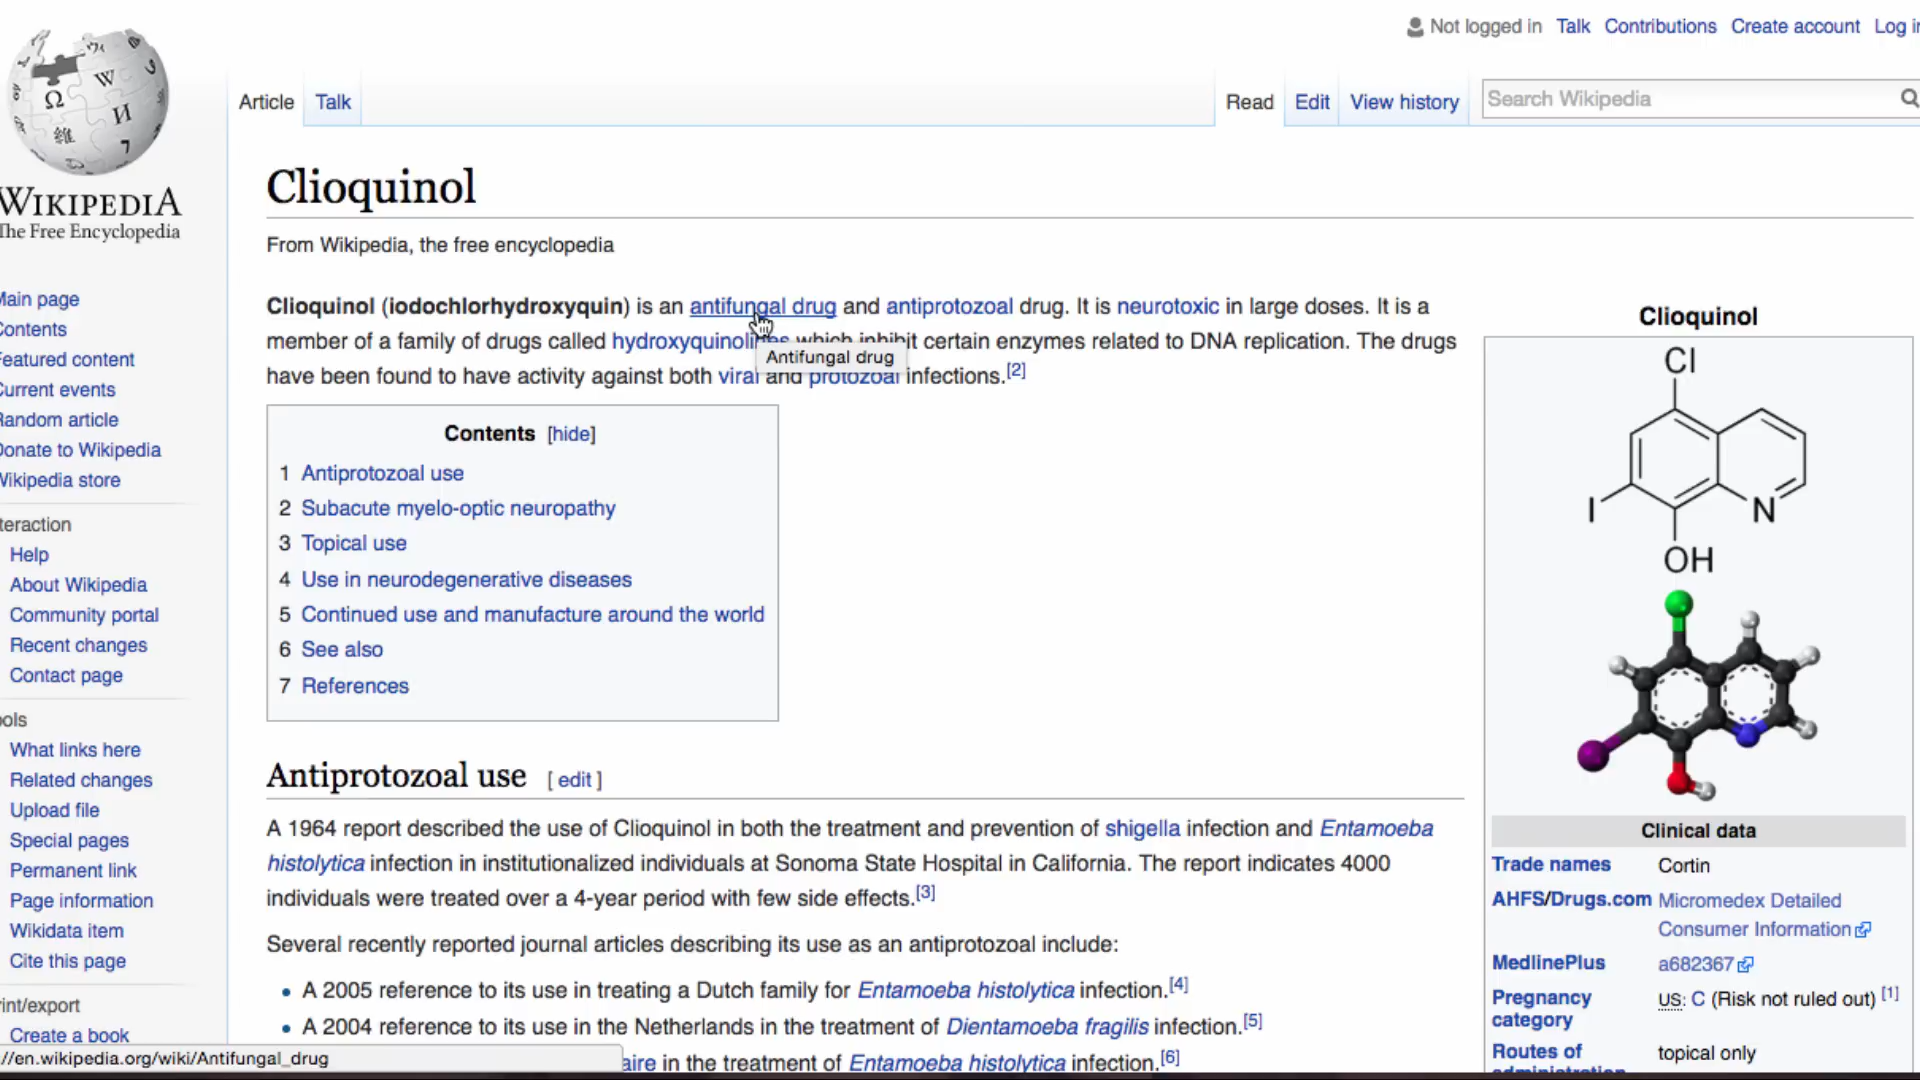 Not logged in Talk Contributions Create account Log in
Article Talk Read Edit View history Search Wikipedia
WIKIPEDIA
The Free Encyclopedia
Main page
Contents
Featured content
Current events
Random article
Donate to Wikipedia
Wikipedia store
Interaction
Help
About Wikipedia
Community portal
Recent changes
Contact page
Tools
What links here
Related changes
Upload file
Special pages
Permanent link
Page information
Wikidata item
Cite this page
Print/export
Create a book
//en.wikipedia.org/wiki/Antifungal_drug
Clioquinol
From Wikipedia, the free encyclopedia
Clioquinol (iodochlorhydroxyquin) is an antifungal drug and antiprotozoal drug. It is neurotoxic in large doses. It is a
member of a family of drugs called hydroxyquinolines which inhibit certain enzymes related to DNA replication. The drugs
Antifungal drug
have been found to have activity against both viral and protozoal infections.[2]
Contents [hide]
1 Antiprotozoal use
2 Subacute myelo-optic neuropathy
3 Topical use
4 Use in neurodegenerative diseases
5 Continued use and manufacture around the world
6 See also
7 References
Antiprotozoal use [ edit ]
A 1964 report described the use of Clioquinol in both the treatment and prevention of shigella infection and Entamoeba
histolytica infection in institutionalized individuals at Sonoma State Hospital in California. The report indicates 4000
individuals were treated over a 4-year period with few side effects.[3]
Several recently reported journal articles describing its use as an antiprotozoal include:
• A 2005 reference to its use in treating a Dutch family for Entamoeba histolytica infection.[4]
• A 2004 reference to its use in the Netherlands in the treatment of Dientamoeba fragilis infection.[5]
aire in the treatment of Entamoeba histolytica infection.[6]
Clioquinol
Cl
I
N
OH
Clinical data
Trade names Cortin
AHFS/Drugs.com Micromedex Detailed
Consumer Information
MedlinePlus a682367
Pregnancy US: C (Risk not ruled out) [1]
category
Routes of topical only
administration